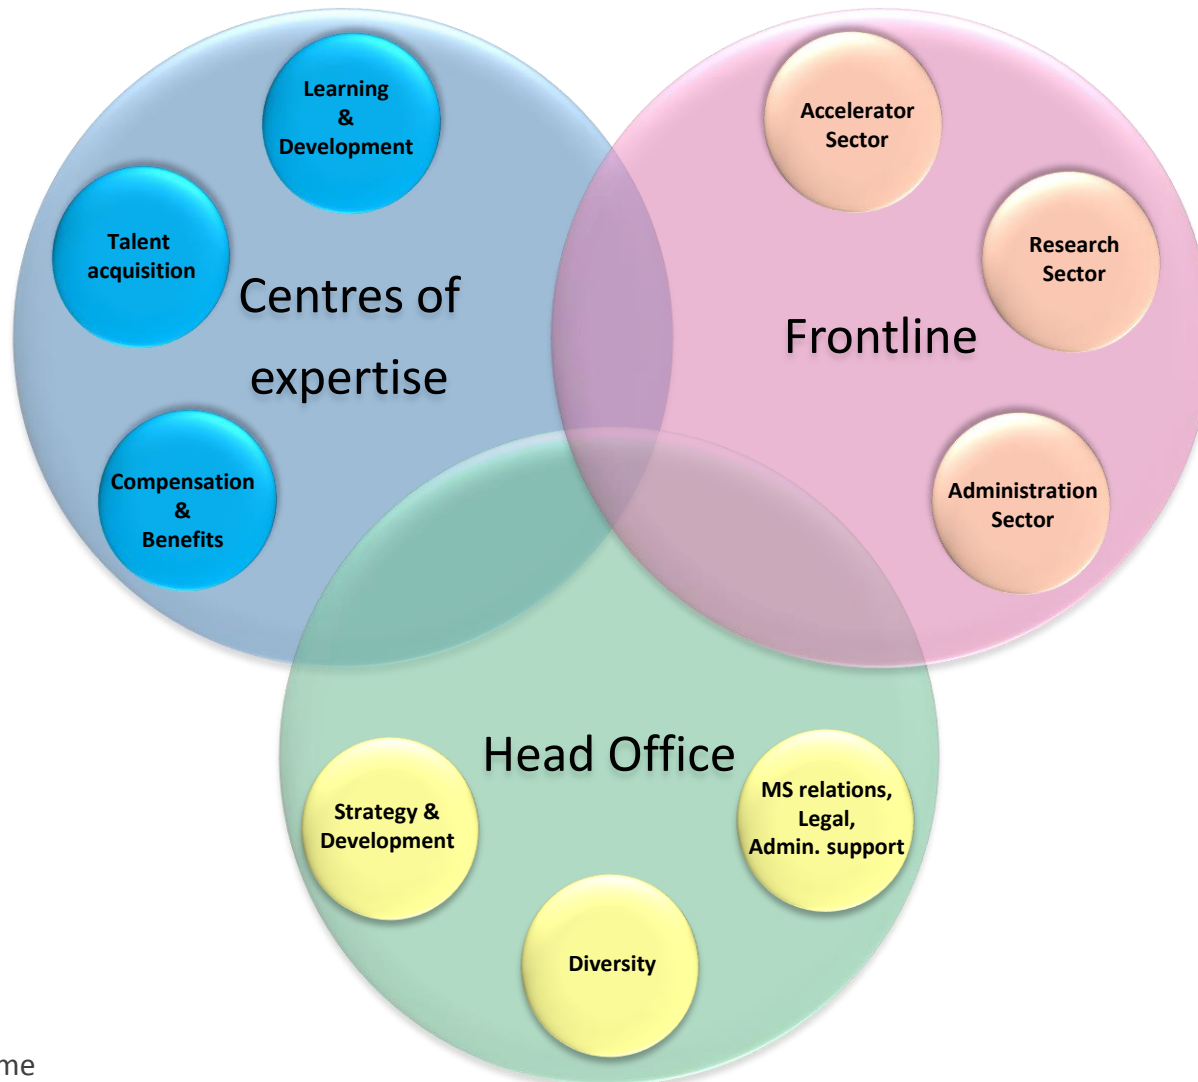 Learning
&
Development
Talent
acquisition
Centres of
expertise
Compensation
&
Benefits
Accelerator
Sector
Research
Sector
Frontline
Administration
Sector
Head Office
Strategy &
Development
MS relations,
Legal,
Admin. support
Diversity
me